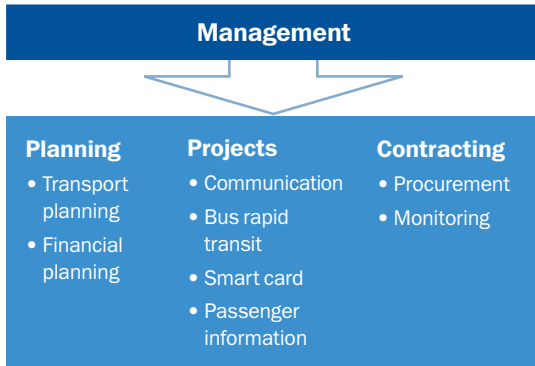 Management
Planning
• Transport
planning
• Financial
planning
Projects
• Communication
• Bus rapid
transit
• Smart card
• Passenger
information
Contracting
• Procurement
• Monitoring